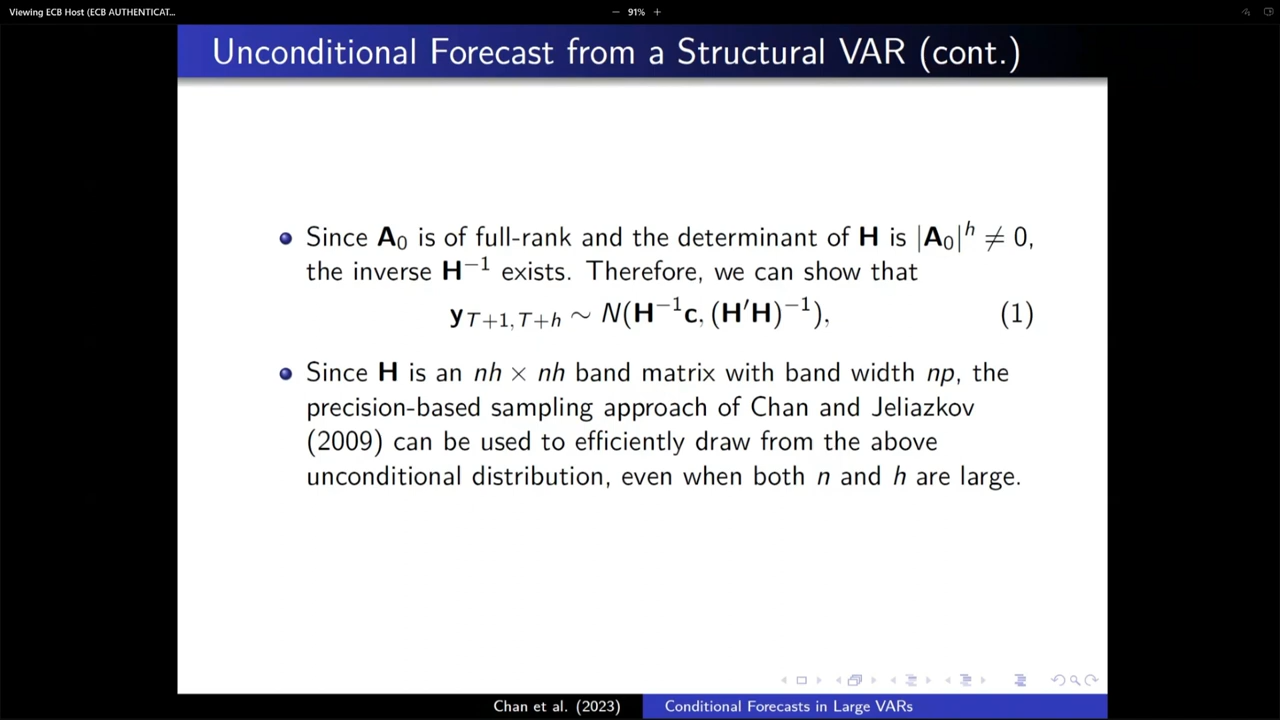 Viewing ECB Host (ECB AUTHENTICAT...
− 91% +
Unconditional Forecast from a Structural VAR (cont.)
Since A₀ is of full-rank and the determinant of H is |A₀|ʰ ≠ 0,
the inverse H⁻¹ exists. Therefore, we can show that
y_{T+1,T+h} ∼ N(H⁻¹c, (H′H)⁻¹), (1)
Since H is an nh × nh band matrix with band width np, the
precision-based sampling approach of Chan and Jeliazkov
(2009) can be used to efficiently draw from the above
unconditional distribution, even when both n and h are large.
Chan et al. (2023) Conditional Forecasts in Large VARs